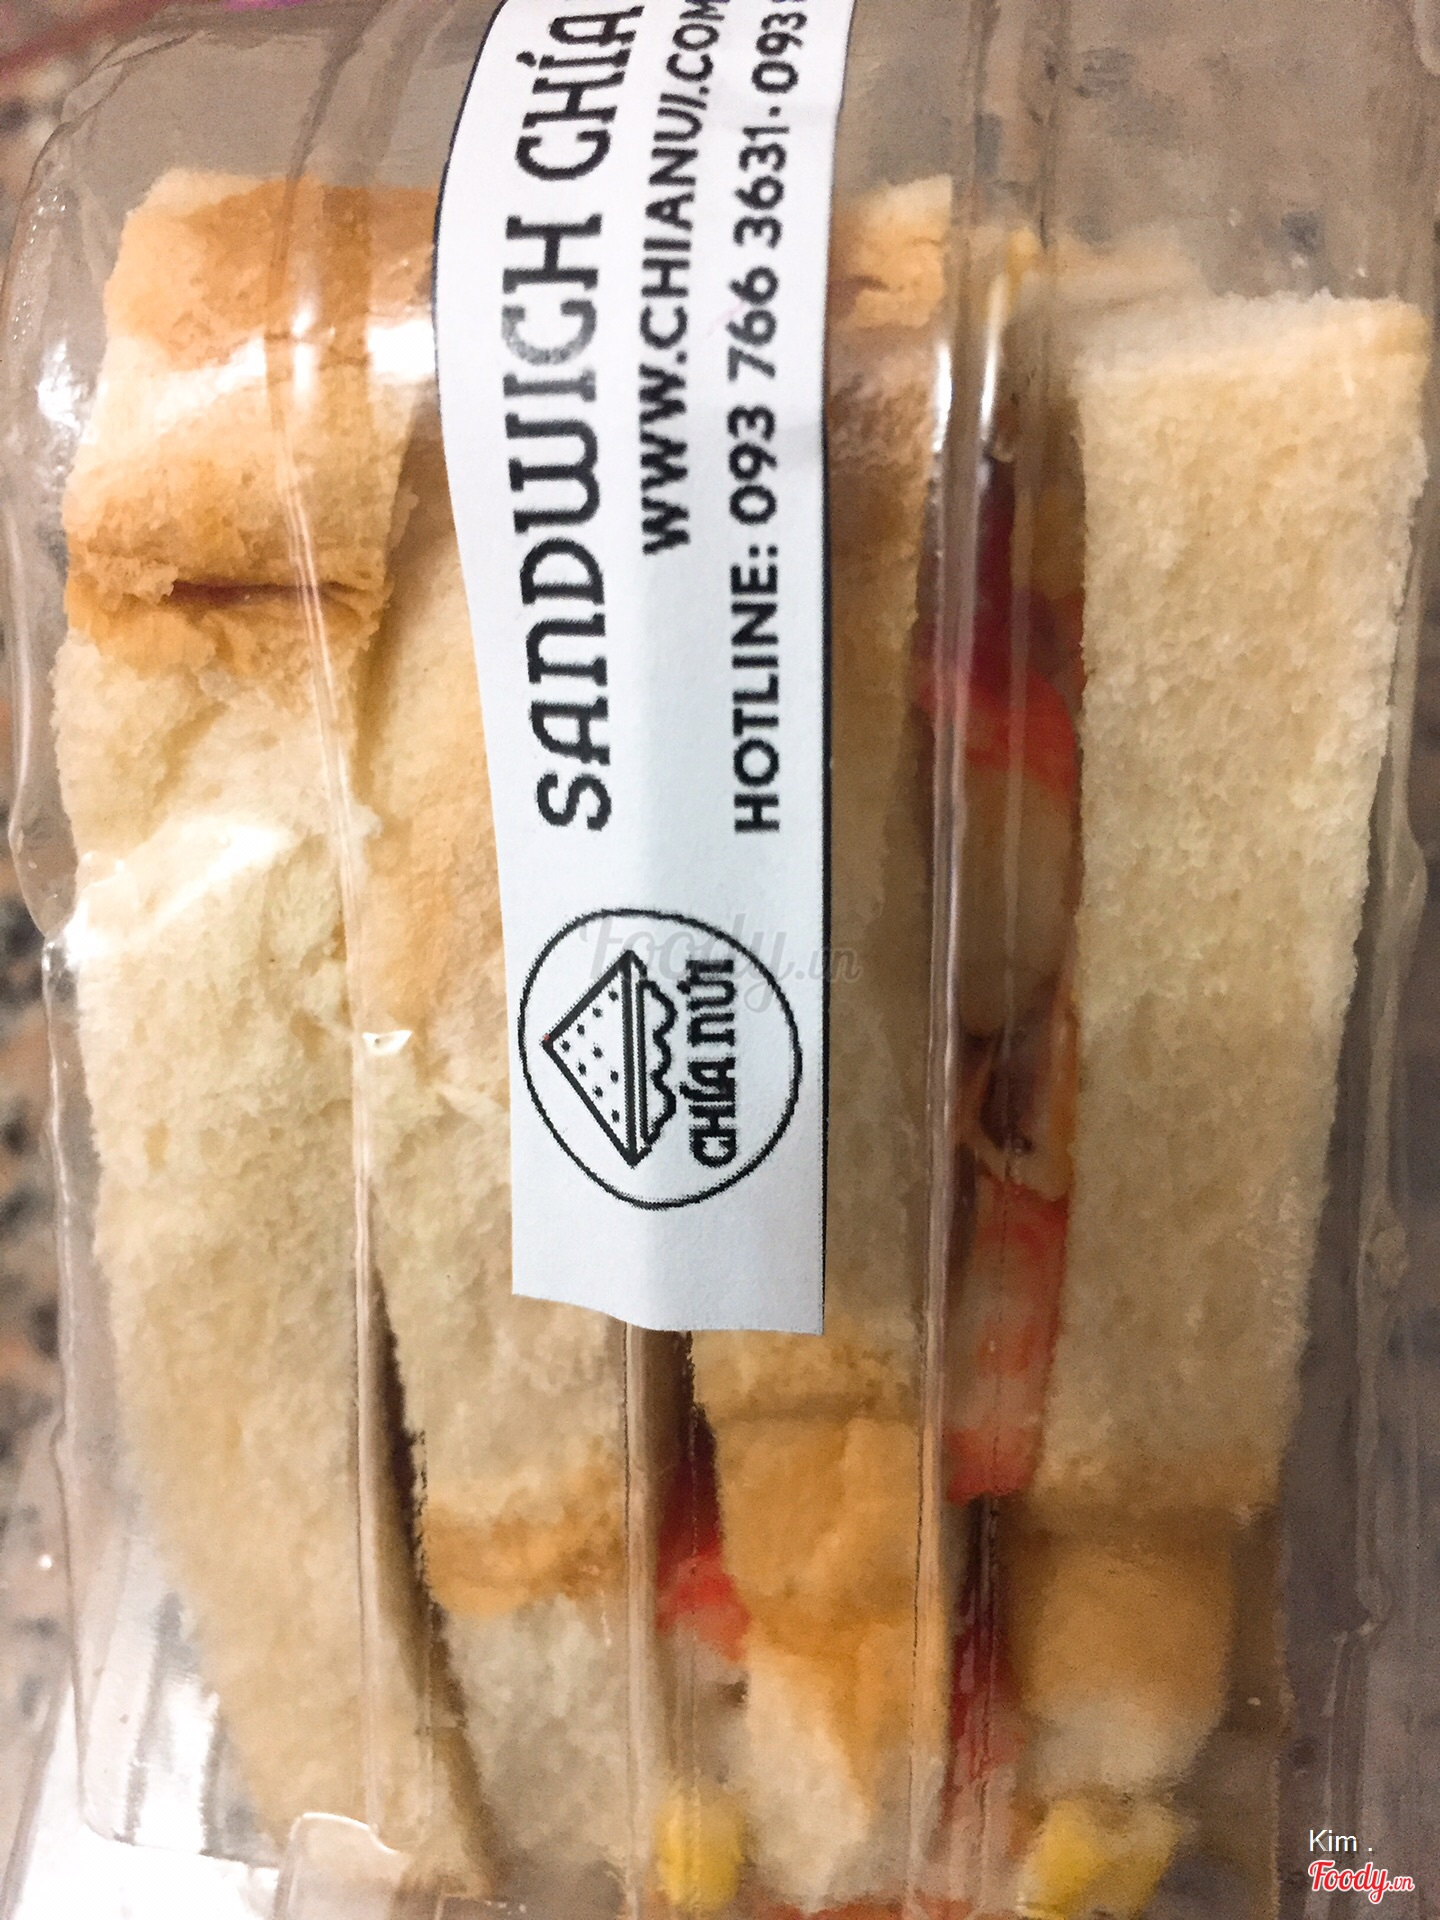 SANDWICH CHÍA
WWW.CHIANUI.COM
HOTLINE: 093 766 3631 · 093
CHÍA NÚI
Foody.vn
Kim .
Foody.vn